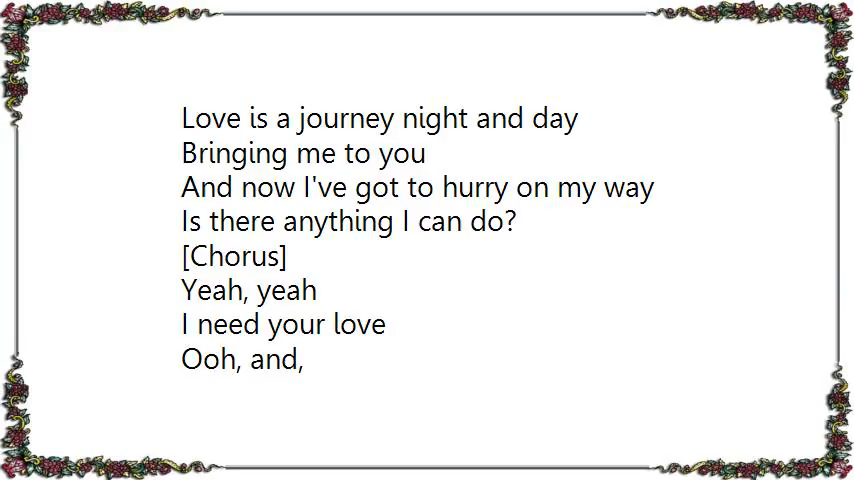 Love is a journey night and day
Bringing me to you
And now I've got to hurry on my way
Is there anything I can do?
[Chorus]
Yeah, yeah
I need your love
Ooh, and,